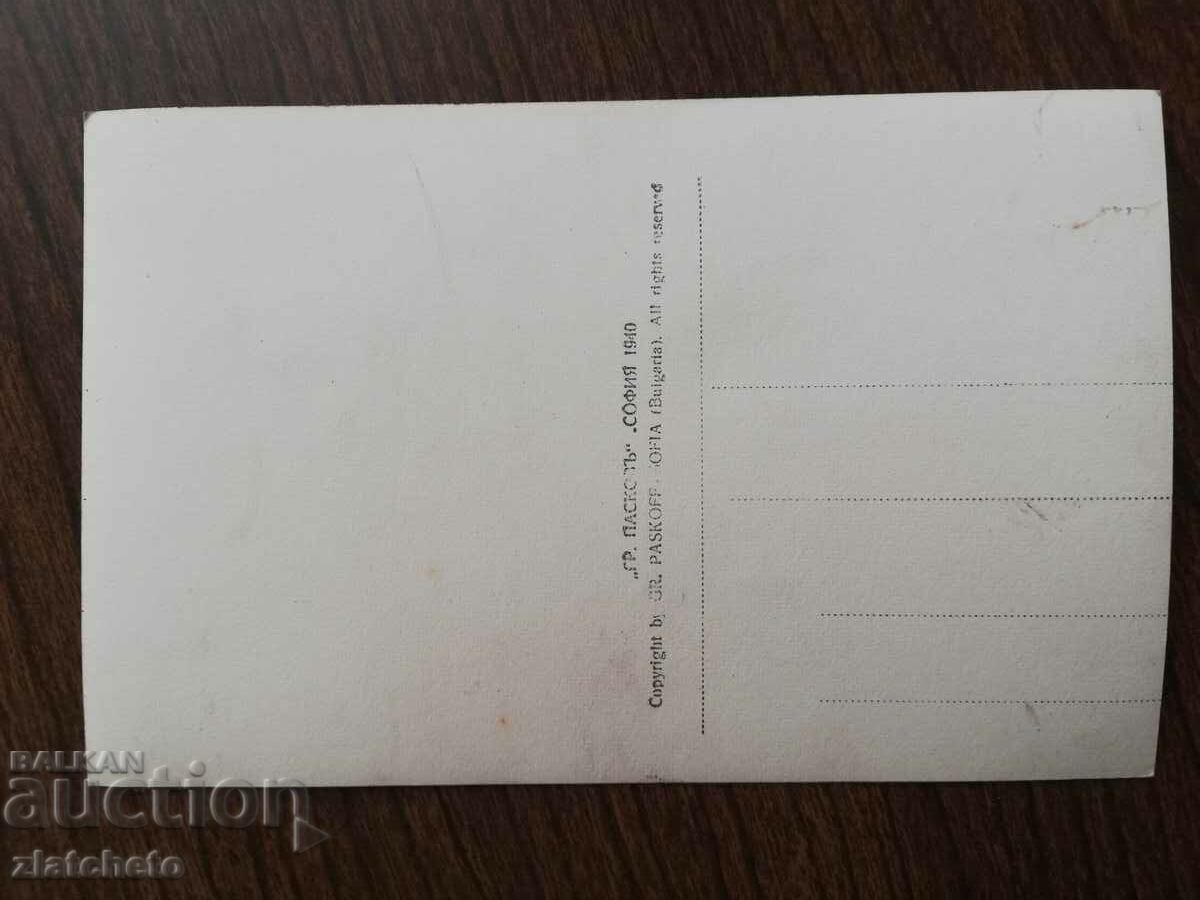 „ГР. ПАСКОВЪ“ - СОФИЯ 1940
Copyright by GR. PASKOFF - SOFIA (Bulgaria). All rights reserved
BALKAN
auction
zlatcheto